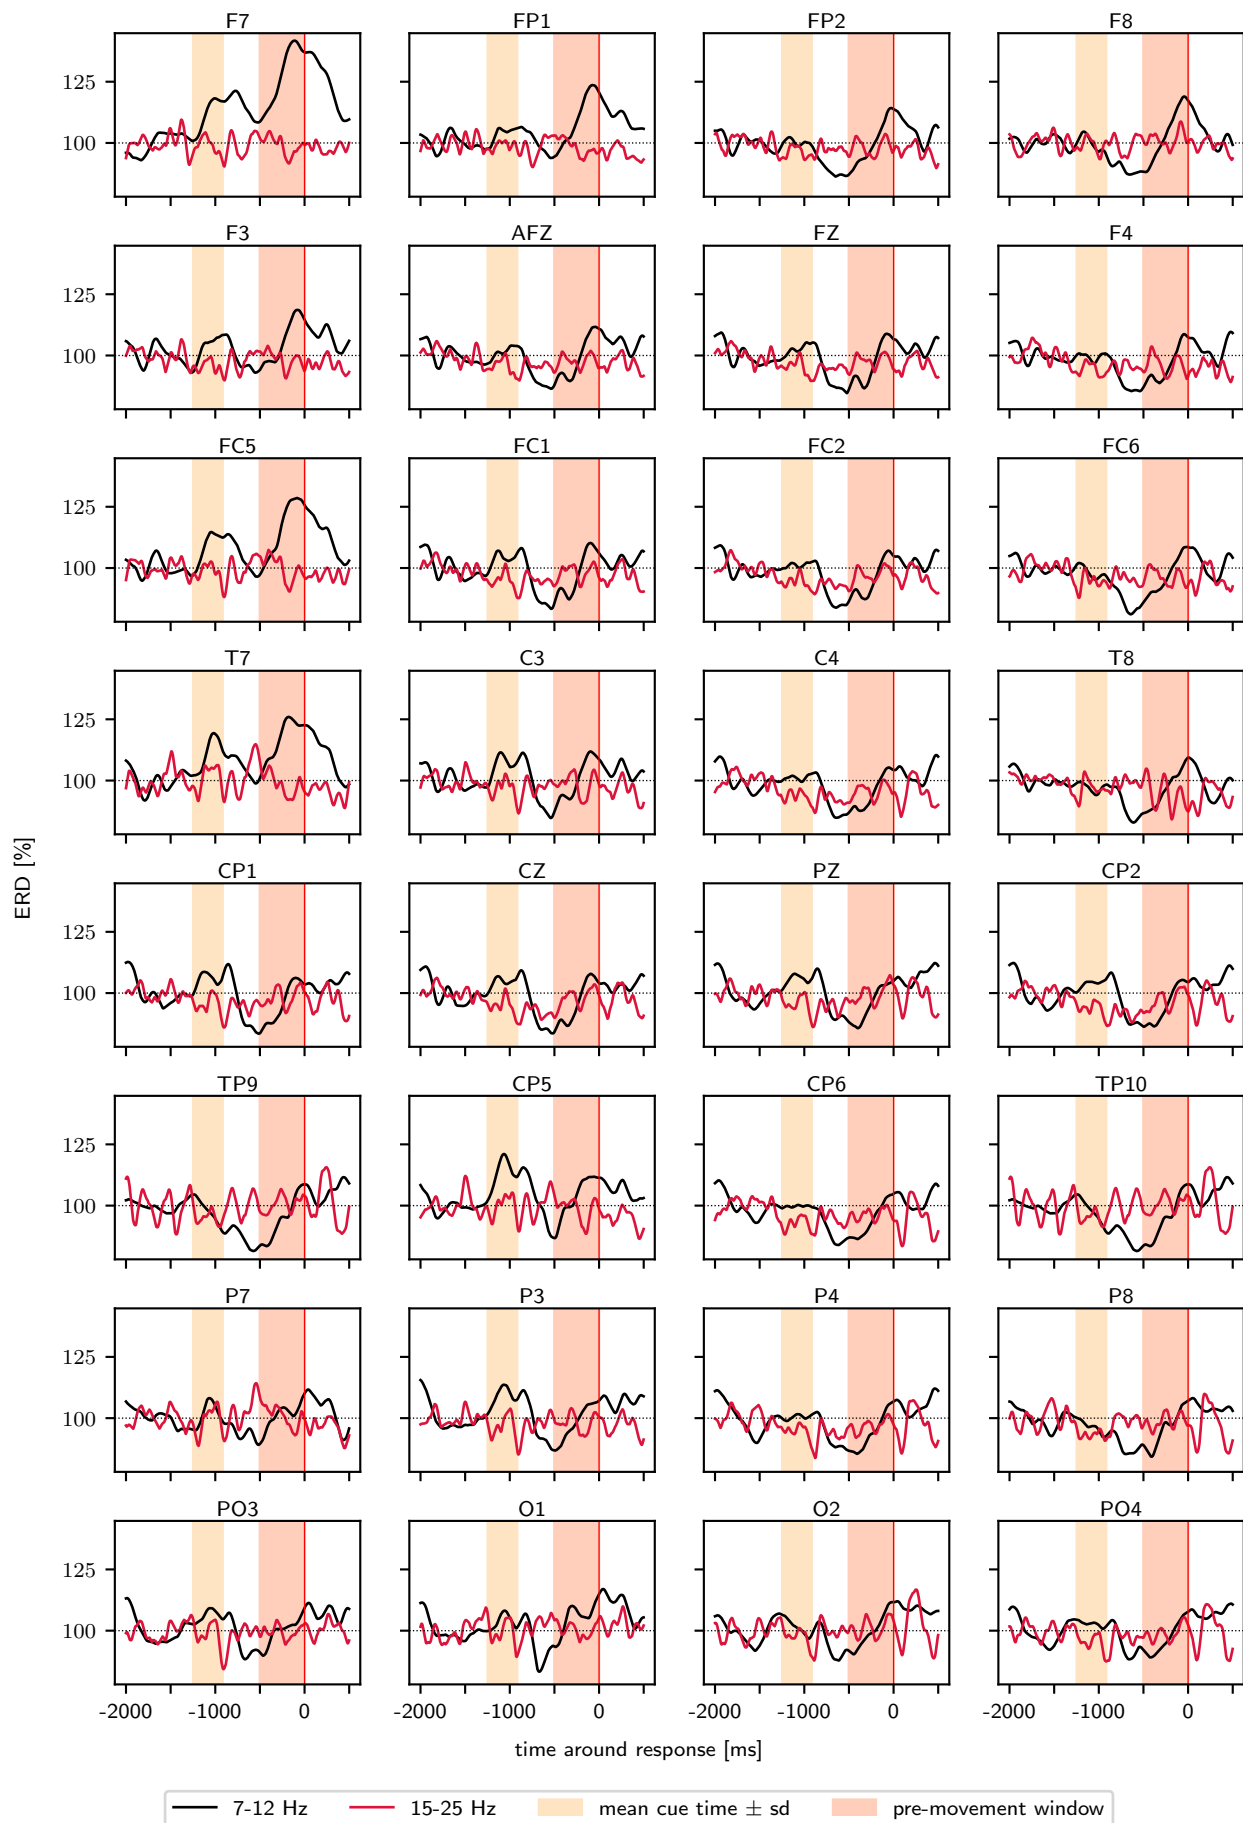 F7 FP1 FP2 F8
125
100
F3 AFZ FZ F4
125
100
FC5 FC1 FC2 FC6
125
100
T7 C3 C4 T8
125
100
ERD [%]
CP1 CZ PZ CP2
125
100
TP9 CP5 CP6 TP10
125
100
P7 P3 P4 P8
125
100
PO3 O1 O2 PO4
125
100
-2000 -1000 0 -2000 -1000 0 -2000 -1000 0 -2000 -1000 0
time around response [ms]
7-12 Hz 15-25 Hz mean cue time ± sd pre-movement window